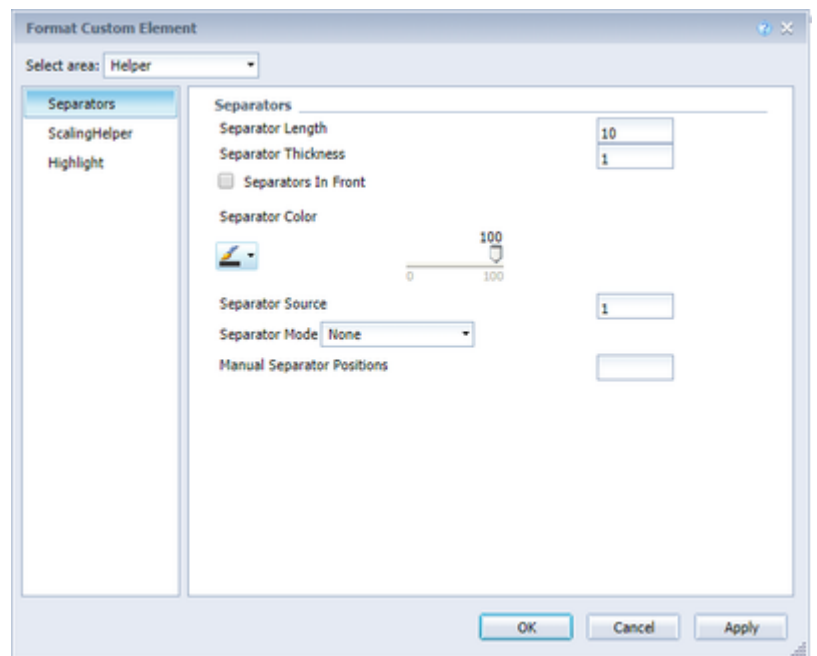 Format Custom Element
Select area: Helper
Separators
ScalingHelper
Highlight
Separators
Separator Length 10
Separator Thickness 1
Separators In Front
Separator Color
100
0 100
Separator Source 1
Separator Mode None
Manual Separator Positions
OK Cancel Apply